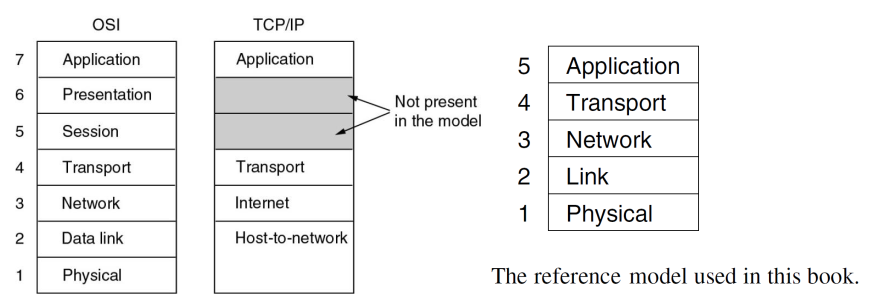 OSI
TCP/IP
7 Application Application
6 Presentation
5 Session
Not present
in the model
4 Transport Transport
3 Network Internet
2 Data link Host-to-network
1 Physical
5 Application
4 Transport
3 Network
2 Link
1 Physical
The reference model used in this book.